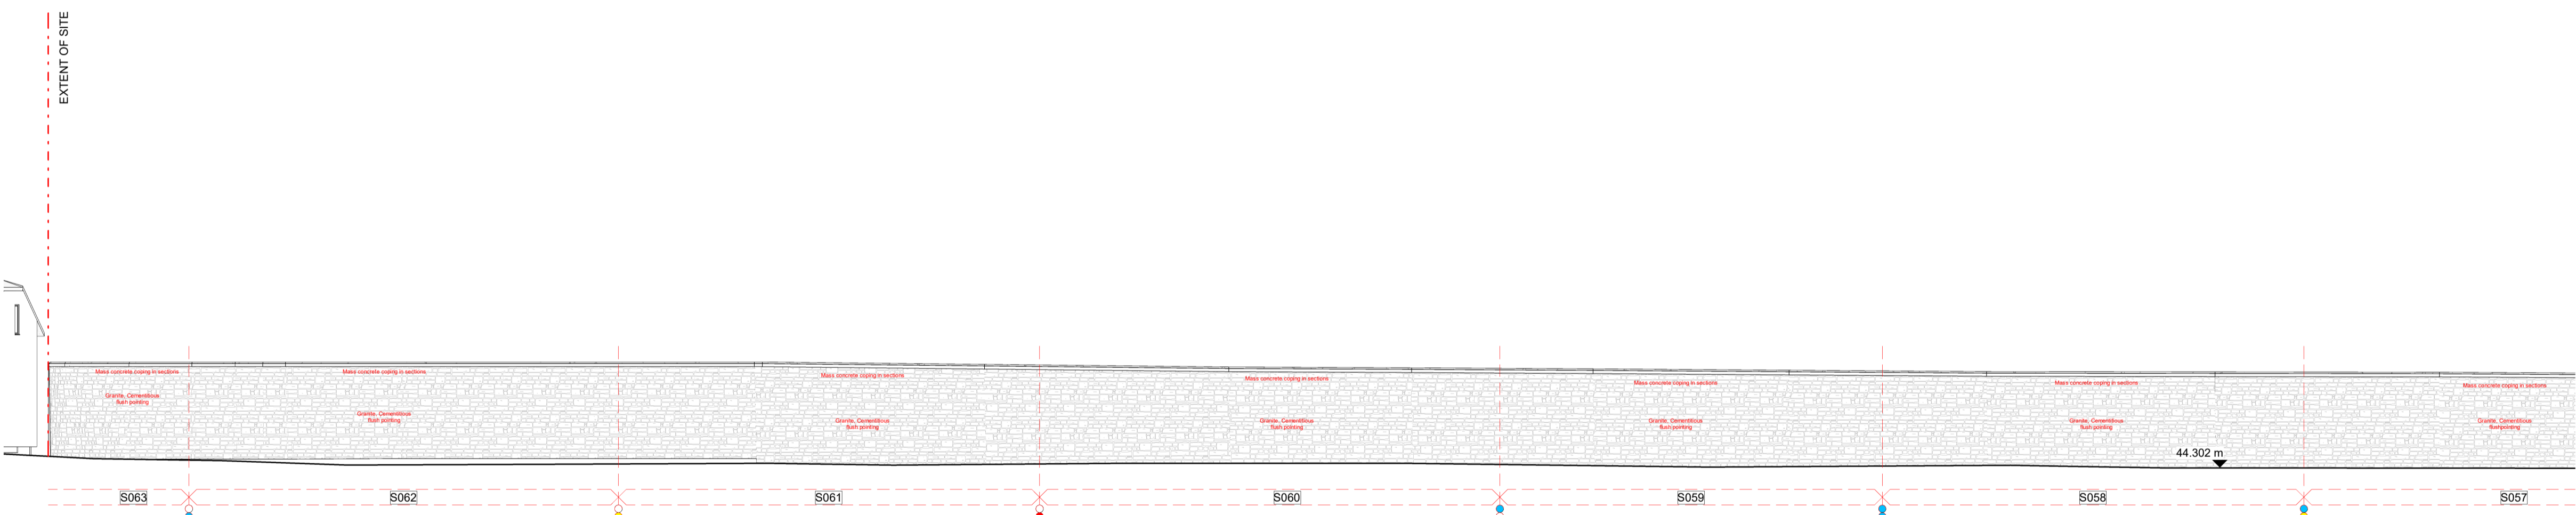 EXTENT OF SITE
Mass concrete coping in sections
Granite, Cementitious
flush pointing
Mass concrete coping in sections
Granite, Cementitious
flush pointing
Mass concrete coping in sections
Granite, Cementitious
flush pointing
Mass concrete coping in sections
Granite, Cementitious
flush pointing
Mass concrete coping in sections
Granite, Cementitious
flush pointing
Mass concrete coping in sections
Granite, Cementitious
flush pointing
Mass concrete coping in sections
Granite, Cementitious
flushpointing
44.302 m
S063
S062
S061
S060
S059
S058
S057